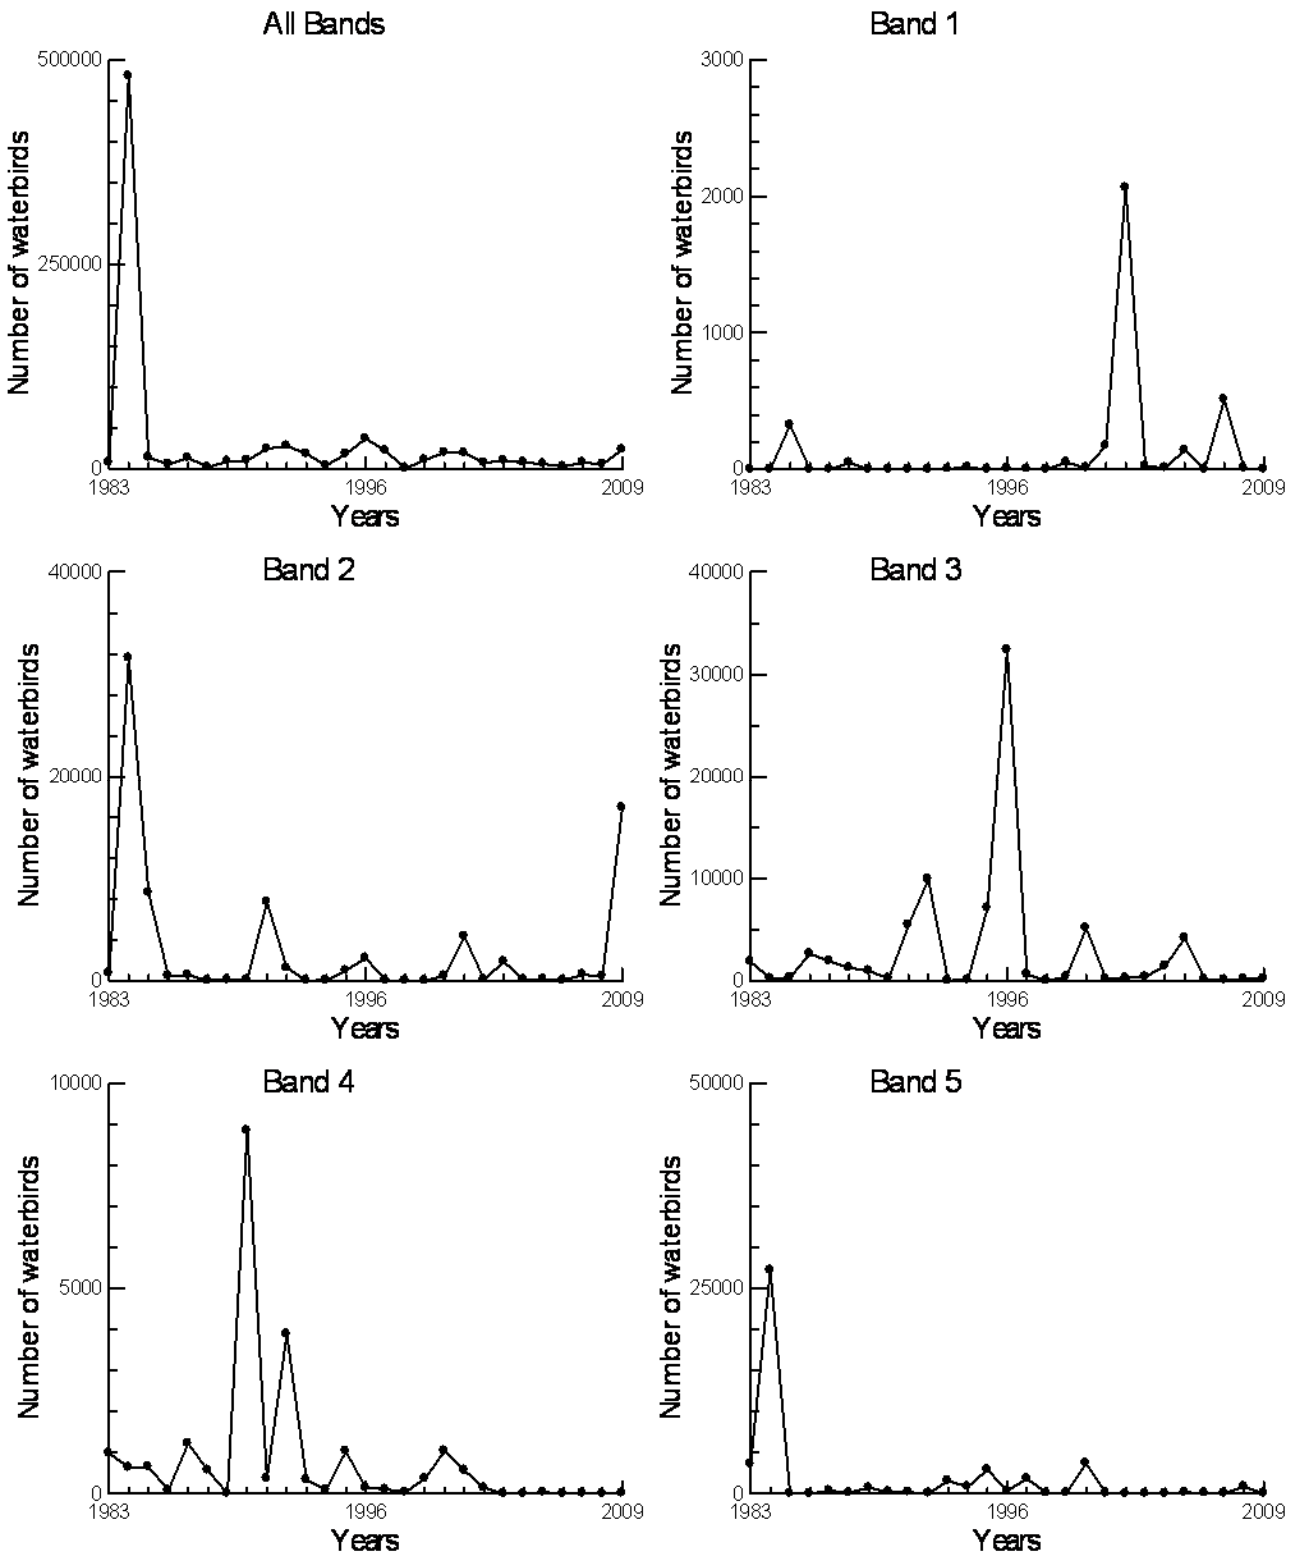 All Bands
Number of waterbirds
500000
250000
0
1983
1996
2009
Years
Band 1
Number of waterbirds
3000
2000
1000
0
1983
1996
2009
Years
Band 2
Number of waterbirds
40000
20000
0
1983
1996
2009
Years
Band 3
Number of waterbirds
40000
30000
20000
10000
0
1983
1996
2009
Years
Band 4
Number of waterbirds
10000
5000
0
1983
1996
2009
Years
Band 5
Number of waterbirds
50000
25000
0
1983
1996
2009
Years